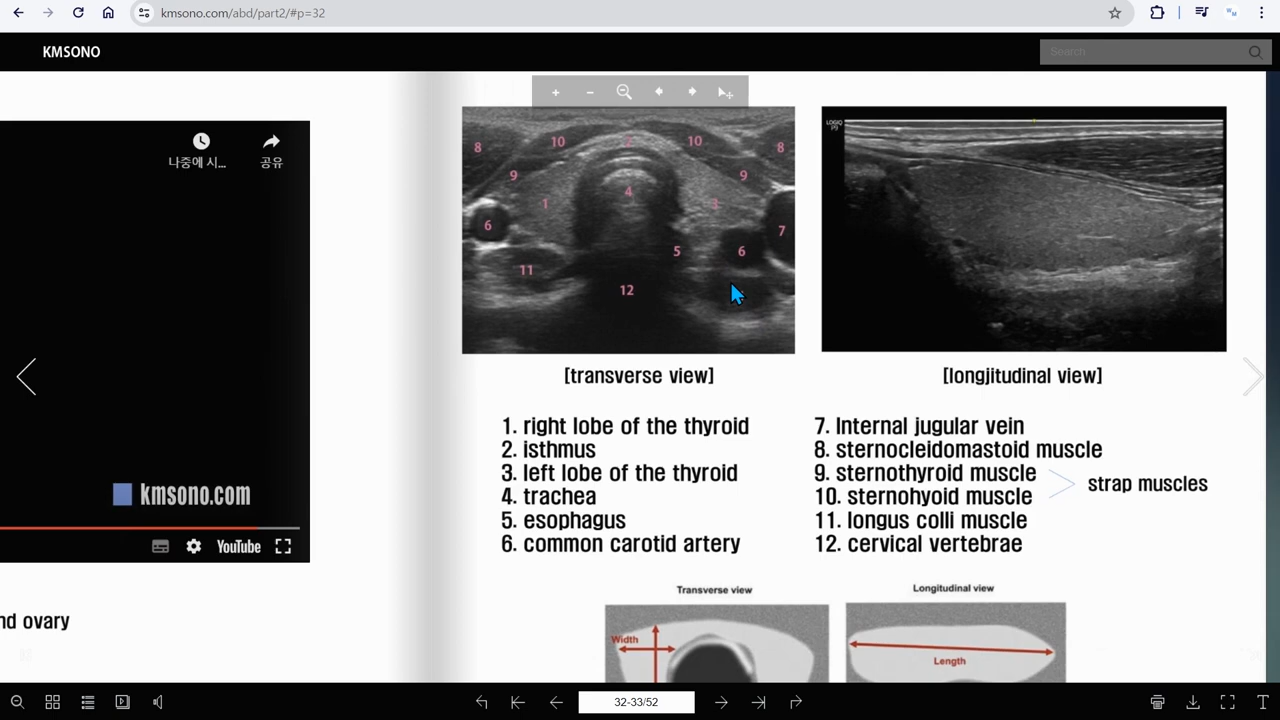 kmsono.com/abd/part2/#p=32
KMSONO
Search
나중에 시...
공유
kmsono.com
YouTube
nd ovary
8
10
2
10
8
9
9
4
1
3
6
7
5
6
11
12
LOGIQ
P9
[transverse view]
[longjitudinal view]
1. right lobe of the thyroid
2. isthmus
3. left lobe of the thyroid
4. trachea
5. esophagus
6. common carotid artery
7. Internal jugular vein
8. sternocleidomastoid muscle
9. sternothyroid muscle
10. sternohyoid muscle
strap muscles
11. longus colli muscle
12. cervical vertebrae
Transverse view
Width
Longitudinal view
Length
32-33/52